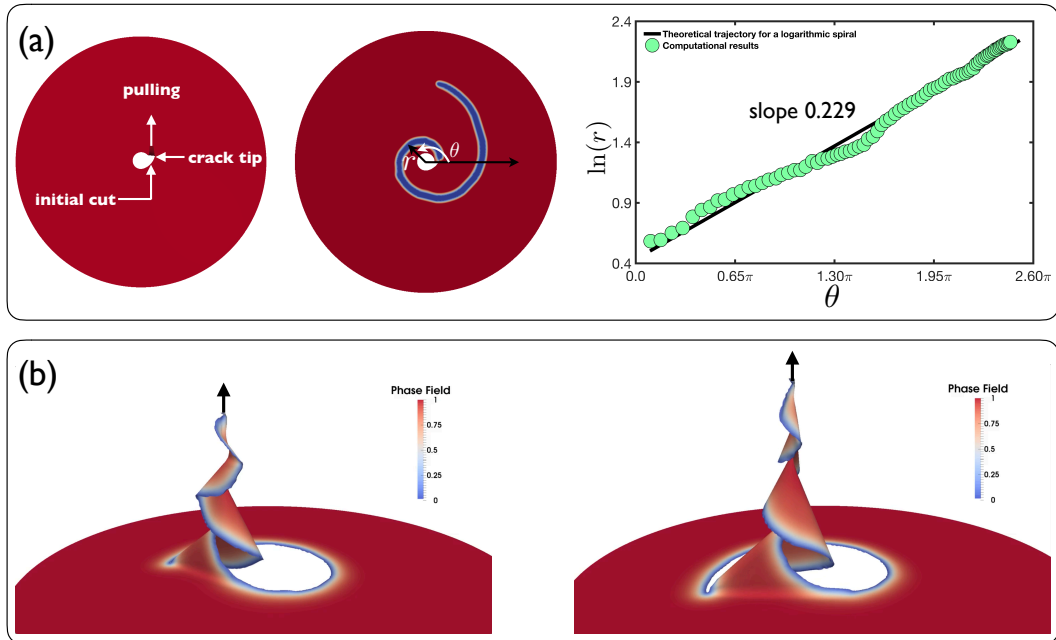 (a)
pulling
crack tip
initial cut
r
θ
2.4
1.9
1.4
0.9
0.4
ln(r)
Theoretical trajectory for a logarithmic spiral
Computational results
slope 0.229
0.0
0.65π
1.30π
1.95π
2.60π
θ
(b)
Phase Field
1
0.75
0.5
0.25
0
Phase Field
1
0.75
0.5
0.25
0